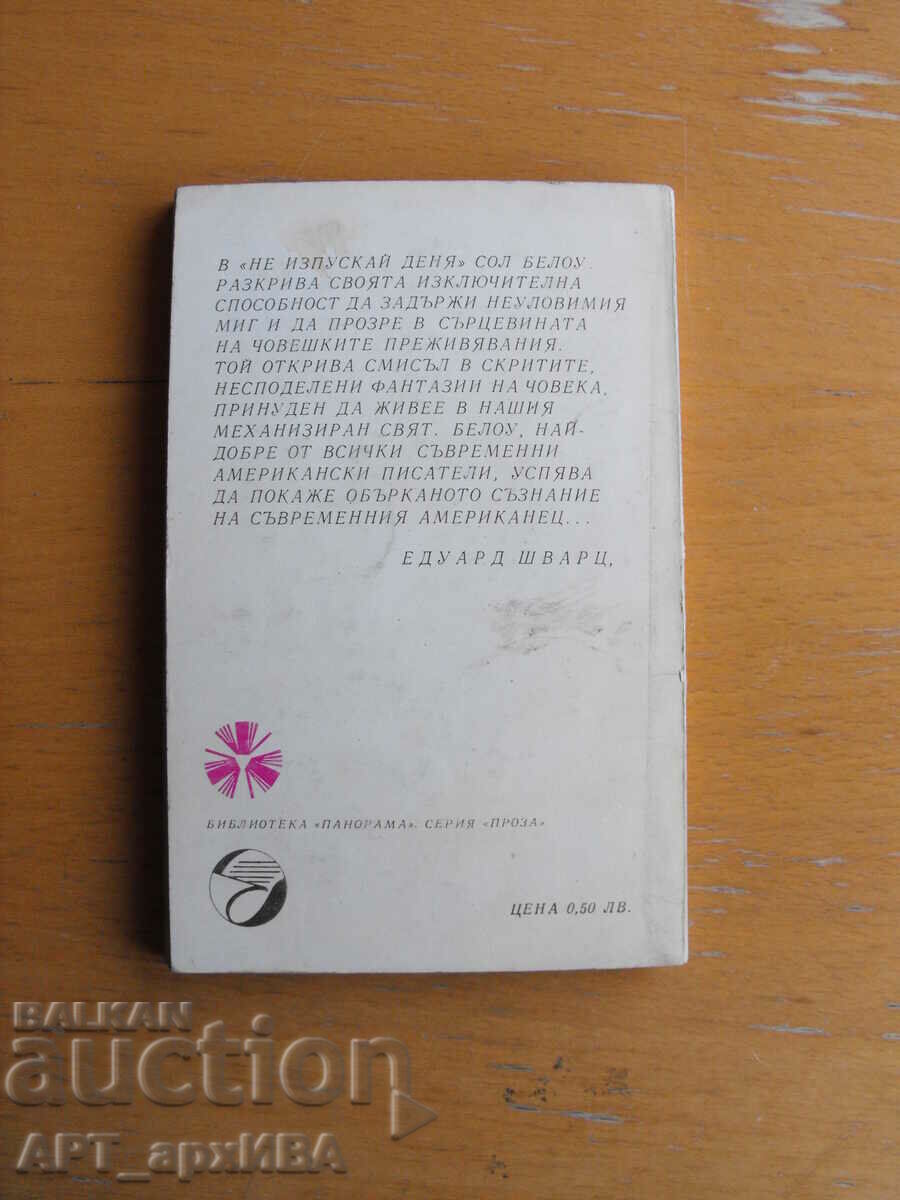 В «НЕ ИЗПУСКАЙ ДЕНЯ» СОЛ БЕЛОУ
РАЗКРИВА СВОЯТА ИЗКЛЮЧИТЕЛНА
СПОСОБНОСТ ДА ЗАДЪРЖИ НЕУЛОВИМИЯ
МИГ И ДА ПРОЗРЕ В СЪРЦЕВИНАТА
НА ЧОВЕШКИТЕ ПРЕЖИВЯВАНИЯ.
ТОЙ ОТКРИВА СМИСЪЛ В СКРИТИТЕ,
НЕСПОДЕЛЕНИ ФАНТАЗИИ НА ЧОВЕКА,
ПРИНУДЕН ДА ЖИВЕЕ В НАШИЯ
МЕХАНИЗИРАН СВЯТ. БЕЛОУ, НАЙ-
ДОБРЕ ОТ ВСИЧКИ СЪВРЕМЕННИ
АМЕРИКАНСКИ ПИСАТЕЛИ, УСПЯВА
ДА ПОКАЖЕ ОБЪРКАНОТО СЪЗНАНИЕ
НА СЪВРЕМЕННИЯ АМЕРИКАНЕЦ...
ЕДУАРД ШВАРЦ,
БИБЛИОТЕКА «ПАНОРАМА». СЕРИЯ «ПРОЗА»
ЦЕНА 0,50 ЛВ.
BALKAN
auction
АРТ_архИВА